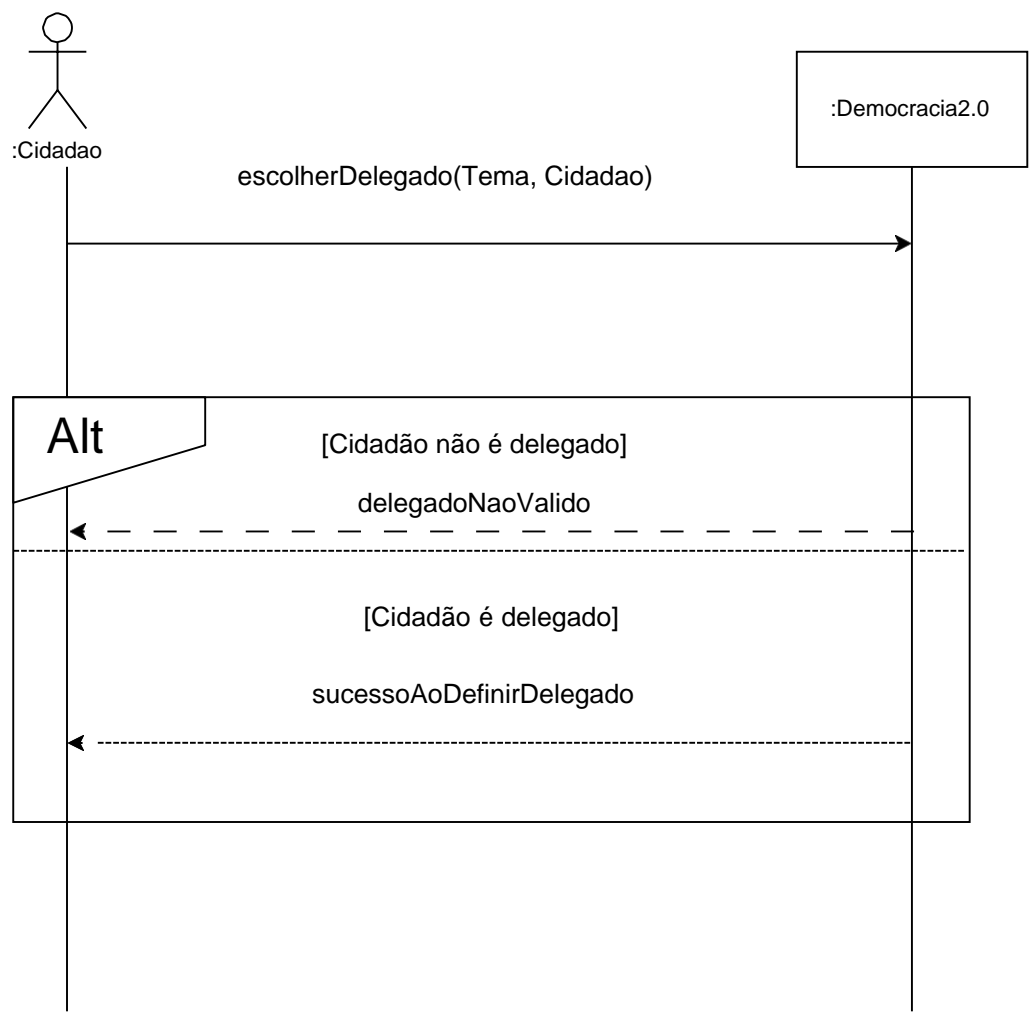 :Cidadao
:Democracia2.0
escolherDelegado(Tema, Cidadao)
Alt
[Cidadão não é delegado]
delegadoNaoValido
[Cidadão é delegado]
sucessoAoDefinirDelegado